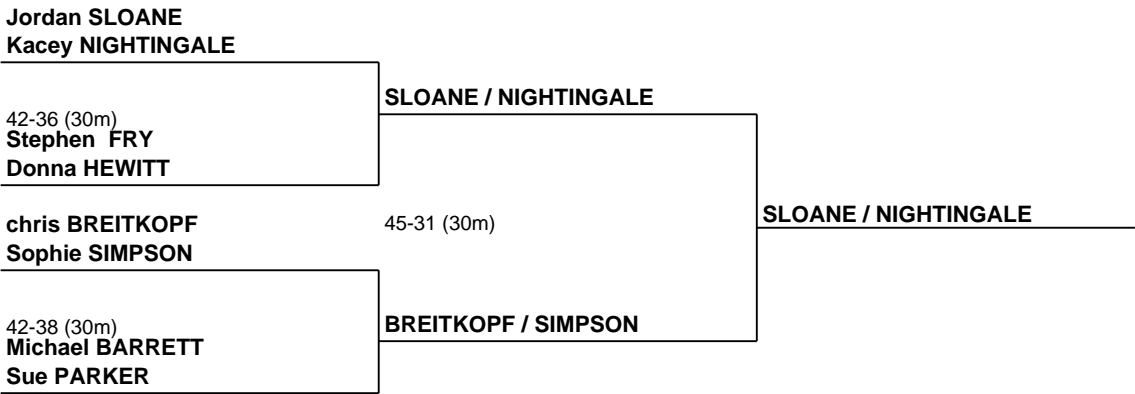 Jordan SLOANE
Kacey NIGHTINGALE
SLOANE / NIGHTINGALE
42-36 (30m)
Stephen  FRY
Donna HEWITT
SLOANE / NIGHTINGALE
chris BREITKOPF
45-31 (30m)
Sophie SIMPSON
BREITKOPF / SIMPSON
42-38 (30m)
Michael BARRETT
Sue PARKER